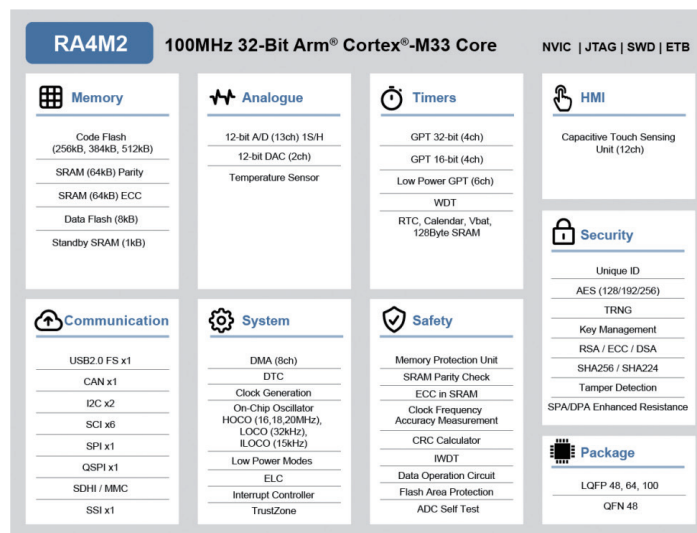 RA4M2
100MHz 32-Bit Arm® Cortex®-M33 Core
NVIC | JTAG | SWD | ETB
Memory
Code Flash
(256kB, 384kB, 512kB)
SRAM (64kB) Parity
SRAM (64kB) ECC
Data Flash (8kB)
Standby SRAM (1kB)
Analogue
12-bit A/D (13ch) 1S/H
12-bit DAC (2ch)
Temperature Sensor
Timers
GPT 32-bit (4ch)
GPT 16-bit (4ch)
Low Power GPT (6ch)
WDT
RTC, Calendar, Vbat,
128Byte SRAM
HMI
Capacitive Touch Sensing
Unit (12ch)
Communication
USB2.0 FS x1
CAN x1
I2C x2
SCI x6
SPI x1
QSPI x1
SDHI / MMC
SSI x1
System
DMA (8ch)
DTC
Clock Generation
On-Chip Oscillator
HOCO (16,18,20MHz),
LOCO (32kHz),
ILOCO (15kHz)
Low Power Modes
ELC
Interrupt Controller
TrustZone
Safety
Memory Protection Unit
SRAM Parity Check
ECC in SRAM
Clock Frequency
Accuracy Measurement
CRC Calculator
IWDT
Data Operation Circuit
Flash Area Protection
ADC Self Test
Security
Unique ID
AES (128/192/256)
TRNG
Key Management
RSA / ECC / DSA
SHA256 / SHA224
Tamper Detection
SPA/DPA Enhanced Resistance
Package
LQFP 48, 64, 100
QFN 48